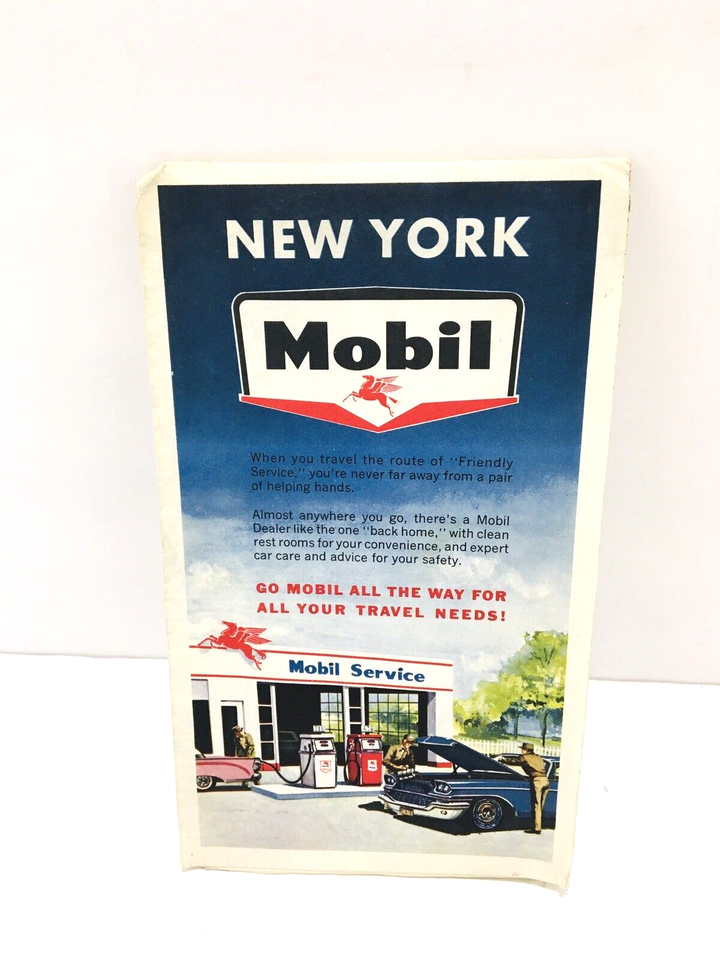 NEW YORK
Mobil
When you travel the route of "Friendly
Service," you're never far away from a pair
of helping hands.
Almost anywhere you go, there's a Mobil
Dealer like the one "back home," with clean
rest rooms for your convenience, and expert
car care and advice for your safety.
GO MOBIL ALL THE WAY FOR
ALL YOUR TRAVEL NEEDS!
Mobil Service